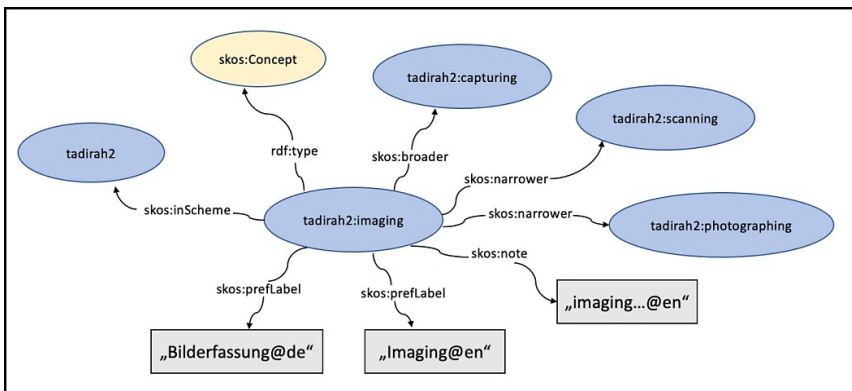 skos:Concept
tadirah2:capturing
tadirah2:scanning
tadirah2
rdf:type
skos:broader
skos:narrower
skos:inScheme
tadirah2:imaging
skos:narrower
tadirah2:photographing
skos:note
skos:prefLabel
skos:prefLabel
„imaging...@en“
„Bilderfassung@de“
„Imaging@en“